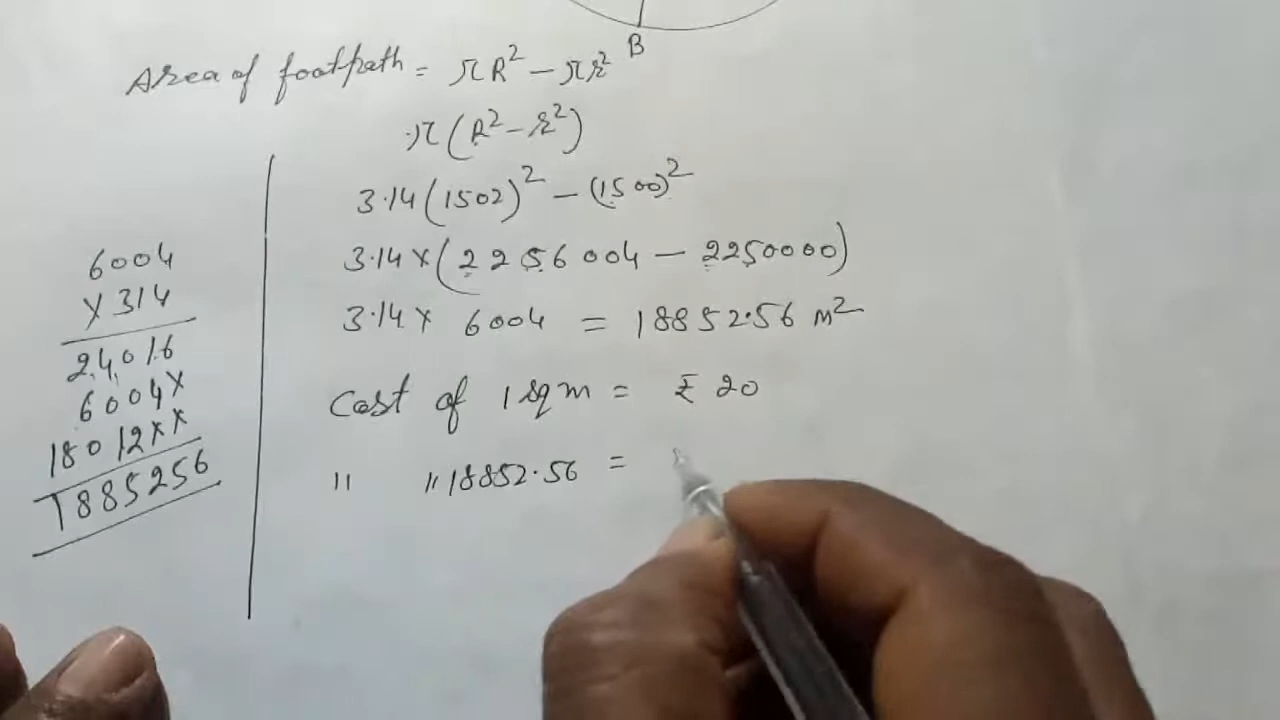 B
Area of footpath = πR² - πr²
π(R² - r²)
3.14(1502)² - (1500)²
3.14×(2256004 - 2250000)
3.14× 6004 = 18852.56 m²
Cost of 1 sq m = ₹ 20
" " 18852.56 =
6004
×314
24016
6004×
18012××
1885256